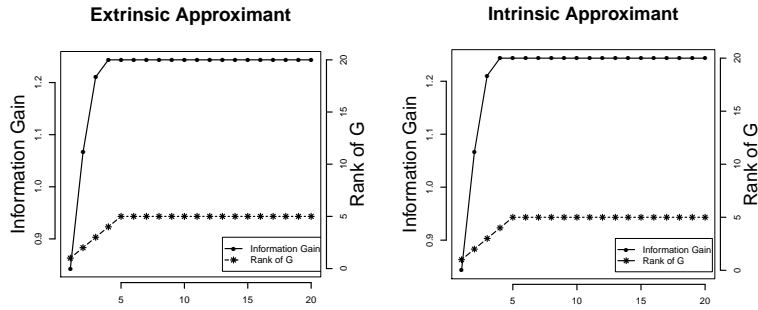 Extrinsic Approximant
Information Gain
0.9 1.0 1.1 1.2
Rank of G
0 5 10 15 20
Information Gain
Rank of G
5 10 15 20
Intrinsic Approximant
Information Gain
0.9 1.0 1.1 1.2
Rank of G
0 5 10 15 20
Information Gain
Rank of G
5 10 15 20